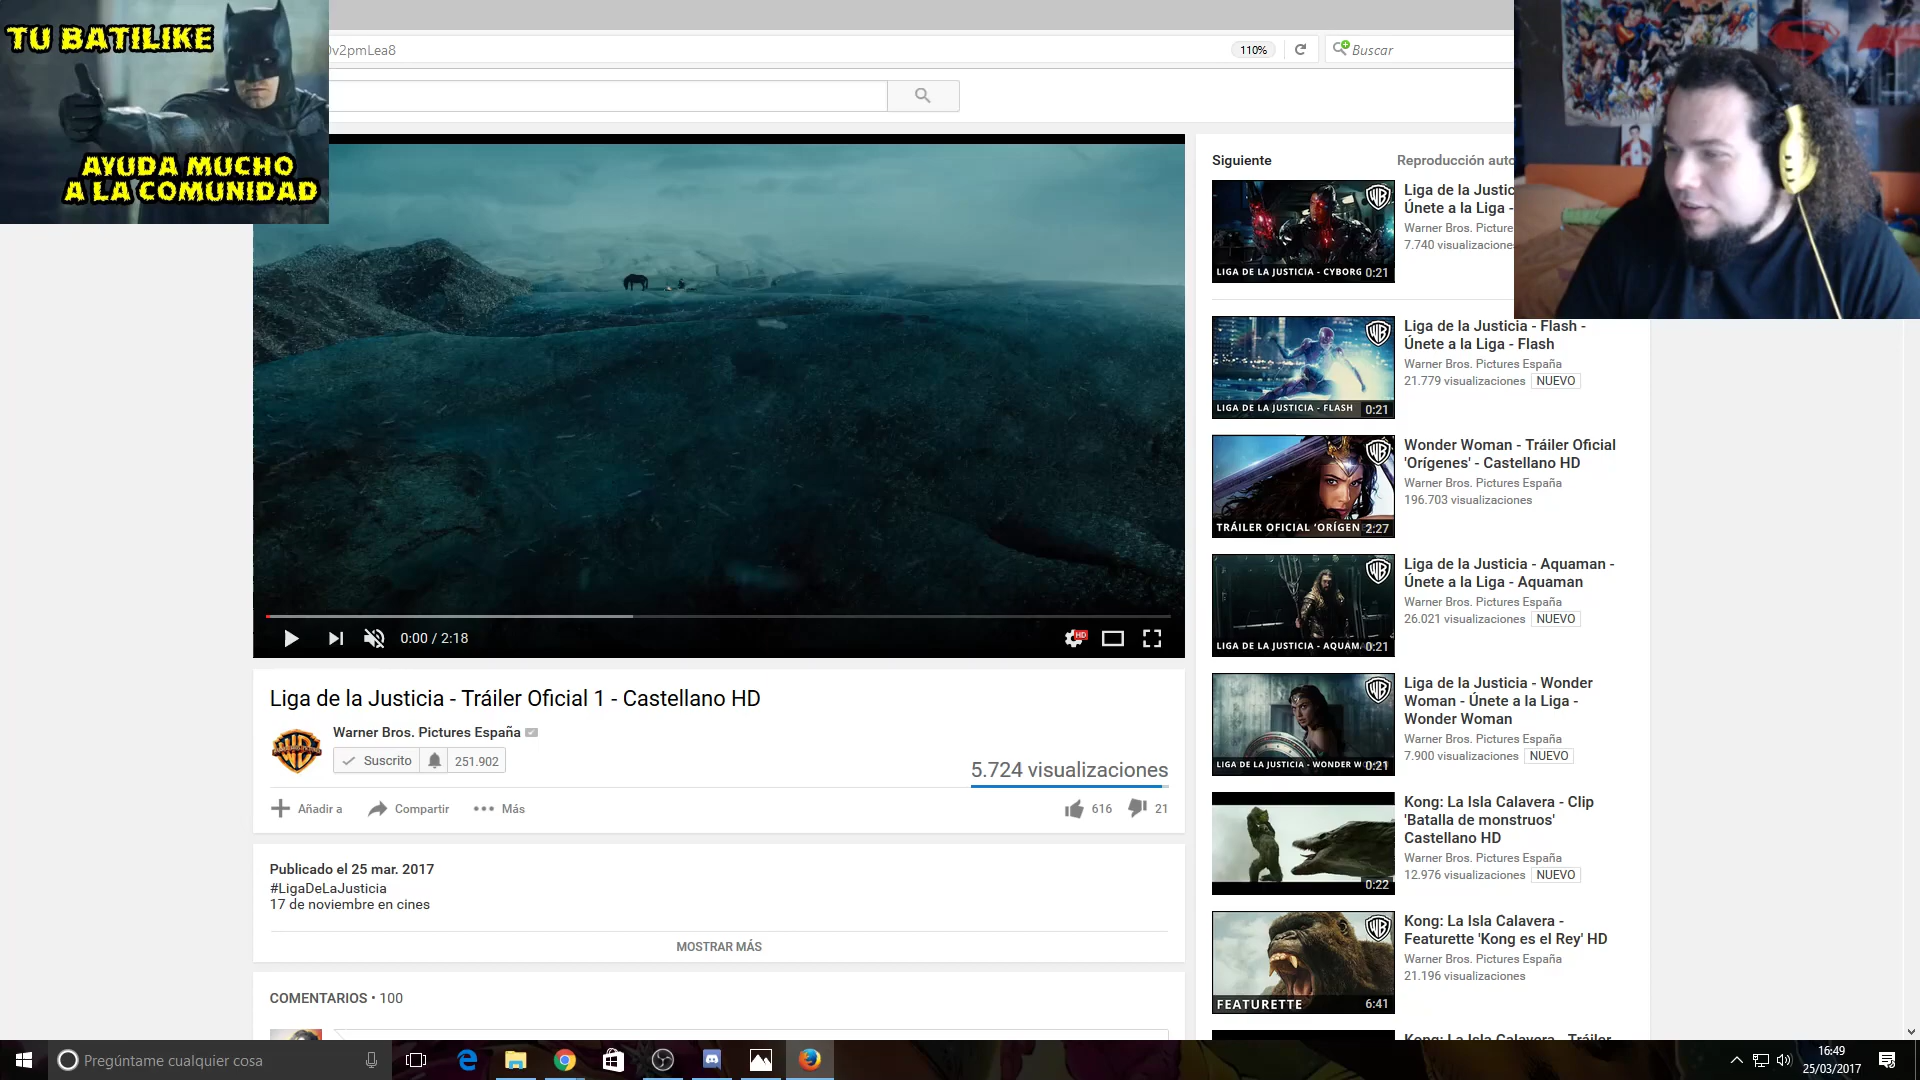 TU BATILIKE
AYUDA MUCHO
A LA COMUNIDAD
v2pmLea8
110%
Buscar
0:00 / 2:18
HD
Liga de la Justicia - Tráiler Oficial 1 - Castellano HD
Warner Bros. Pictures España
Suscrito
251.902
5.724 visualizaciones
Añadir a
Compartir
Más
616
21
Publicado el 25 mar. 2017
#LigaDeLaJusticia
17 de noviembre en cines
MOSTRAR MÁS
COMENTARIOS • 100
Siguiente
Reproducción auto
LIGA DE LA JUSTICIA - CYBORG
0:21
Liga de la Justic
Únete a la Liga -
Warner Bros. Picture
7.740 visualizacione
LIGA DE LA JUSTICIA - FLASH
0:21
Liga de la Justicia - Flash -
Únete a la Liga - Flash
Warner Bros. Pictures España
21.779 visualizaciones
NUEVO
TRÁILER OFICIAL 'ORÍGEN
2:27
Wonder Woman - Tráiler Oficial
'Orígenes' - Castellano HD
Warner Bros. Pictures España
196.703 visualizaciones
LIGA DE LA JUSTICIA - AQUAM
0:21
Liga de la Justicia - Aquaman -
Únete a la Liga - Aquaman
Warner Bros. Pictures España
26.021 visualizaciones
NUEVO
LIGA DE LA JUSTICIA - WONDER W
0:21
Liga de la Justicia - Wonder
Woman - Únete a la Liga -
Wonder Woman
Warner Bros. Pictures España
7.900 visualizaciones
NUEVO
0:22
Kong: La Isla Calavera - Clip
'Batalla de monstruos'
Castellano HD
Warner Bros. Pictures España
12.976 visualizaciones
NUEVO
FEATURETTE
6:41
Kong: La Isla Calavera -
Featurette 'Kong es el Rey' HD
Warner Bros. Pictures España
21.196 visualizaciones
Kong: La Isla Calavera - Tráiler
Pregúntame cualquier cosa
16:49
25/03/2017